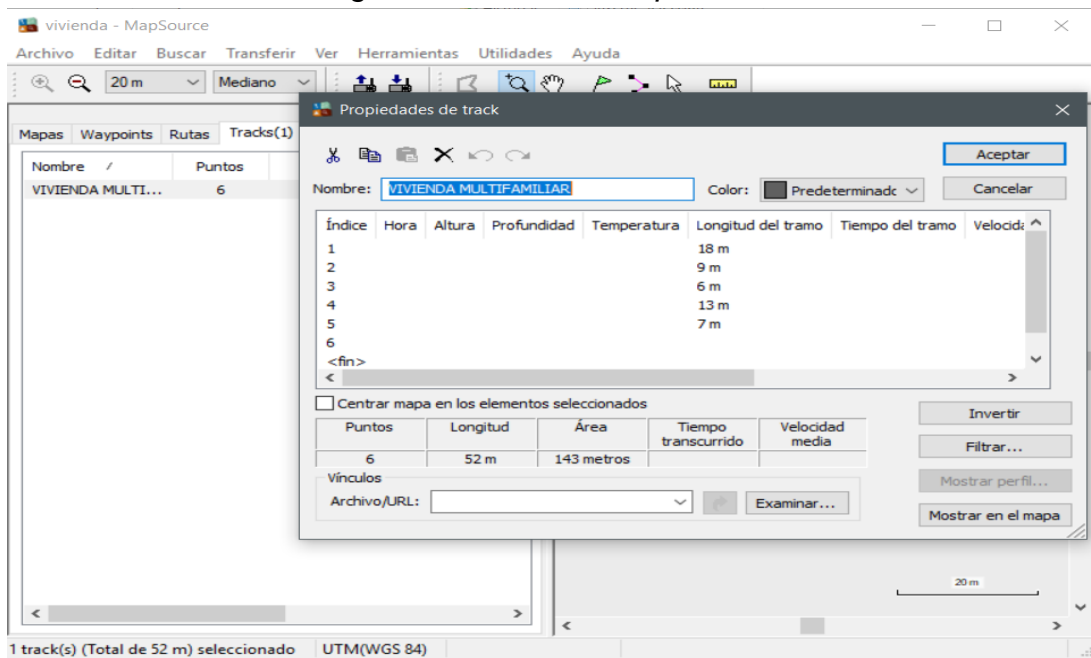 vivienda - MapSource
Archivo Editar Buscar Transferir Ver Herramientas Utilidades Ayuda
20 m Mediano
Propiedades de track
Mapas Waypoints Rutas Tracks(1)
Aceptar
Nombre / Puntos
Nombre: VIVIENDA MULTIFAMILIAR Color: Predeterminadc Cancelar
VIVIENDA MULTI... 6
Índice Hora Altura Profundidad Temperatura Longitud del tramo Tiempo del tramo Velocida
1 18 m
2 9 m
3 6 m
4 13 m
5 7 m
6
<fin>
Centrar mapa en los elementos seleccionados
Invertir
Puntos Longitud Área Tiempo transcurrido Velocidad media
Filtrar...
6 52 m 143 metros
Vínculos
Mostrar perfil...
Archivo/URL: Examinar...
Mostrar en el mapa
20 m
1 track(s) (Total de 52 m) seleccionado UTM(WGS 84)